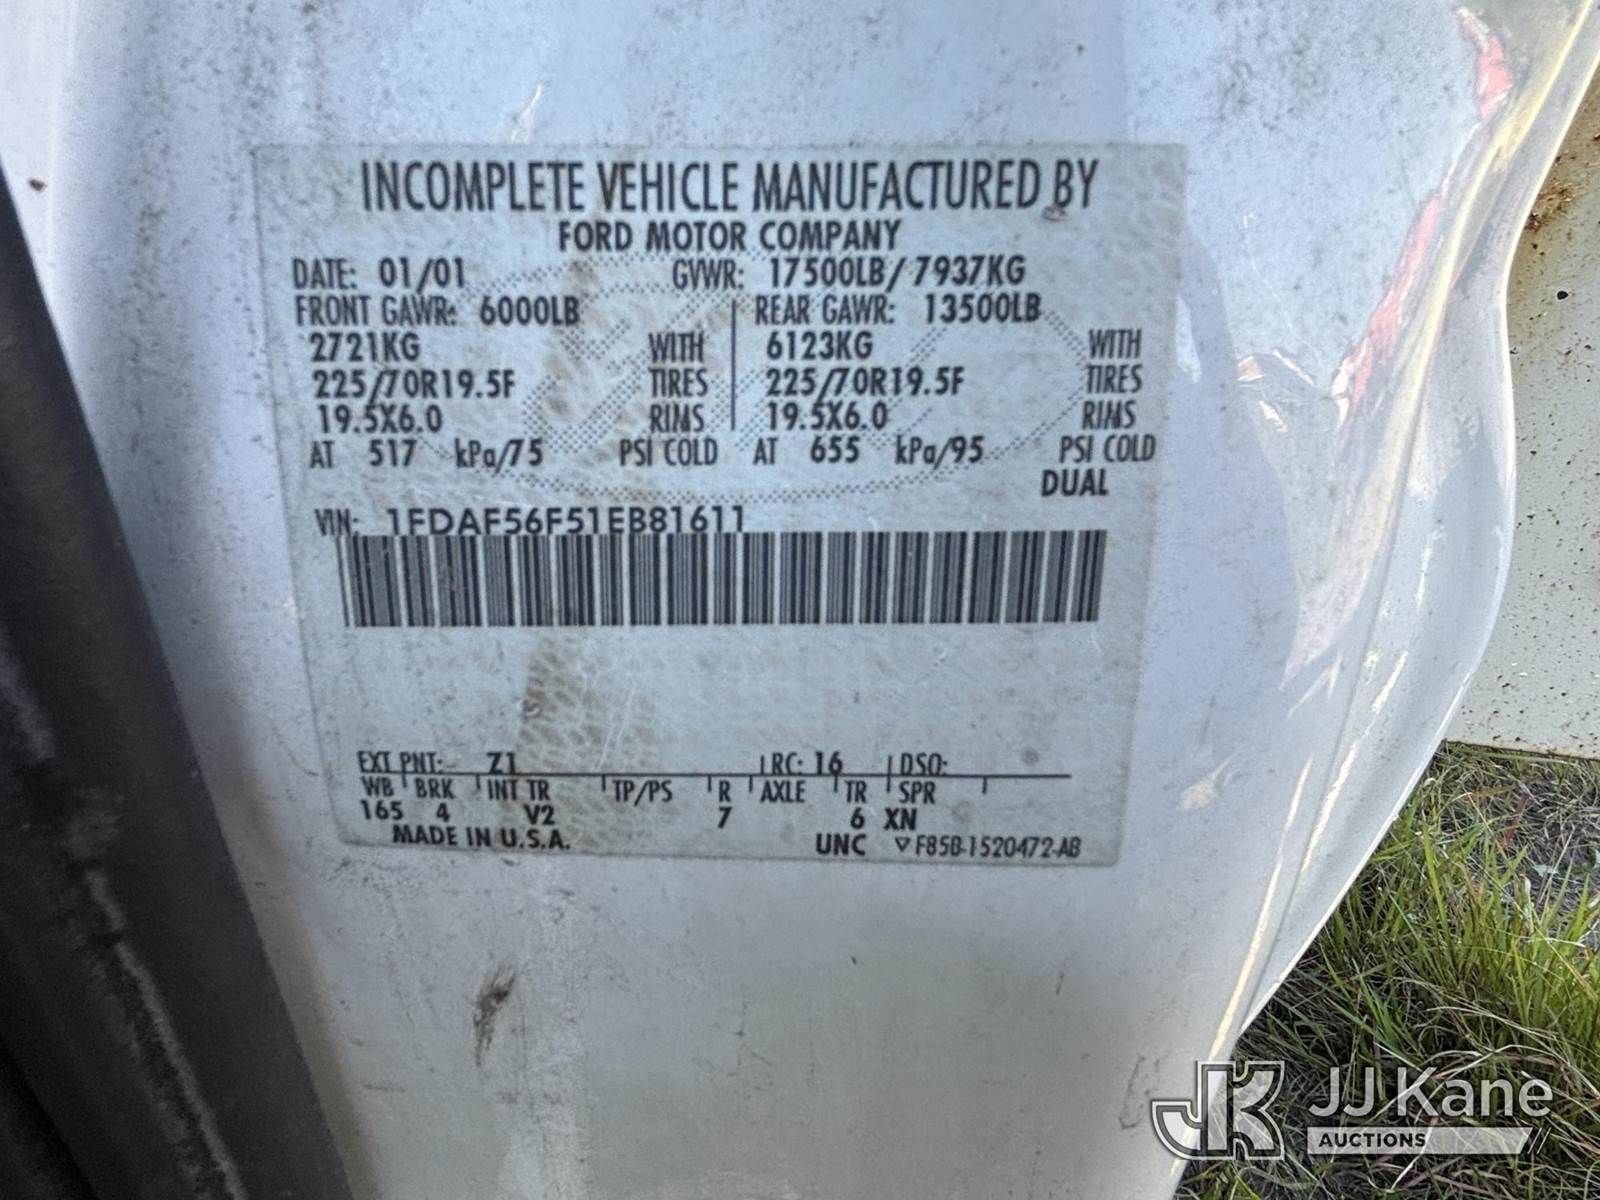 INCOMPLETE VEHICLE MANUFACTURED BY
FORD MOTOR COMPANY
DATE: 01/01 GVWR: 17500LB/ 7937KG
FRONT GAWR: 6000LB REAR GAWR: 13500LB
2721KG WITH 6123KG WITH
225/70R19.5F TIRES 225/70R19.5F TIRES
19.5X6.0 RIMS 19.5X6.0 RIMS
AT 517 kPa/75 PSI COLD AT 655 kPa/95 PSI COLD
DUAL
VIN: 1FDAF56F51EB81611
EXT PNT: Z1 RC: 16 DSO:
WB BRK INT TR TP/PS R AXLE TR SPR
165 4 V2 7 6 XN
MADE IN U.S.A. UNC ▽ F85B-1520472-AB
JK JJ Kane
AUCTIONS